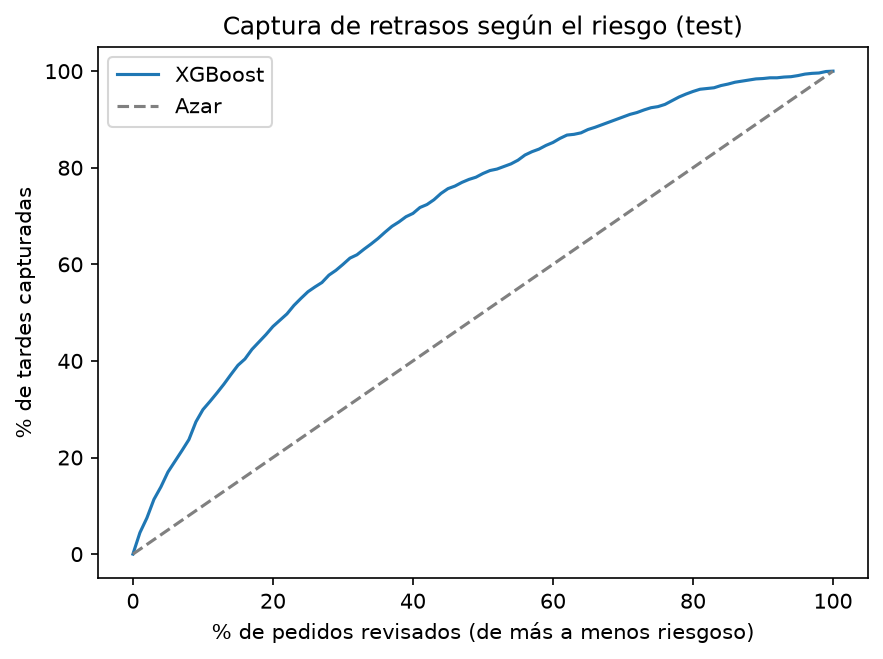 Captura de retrasos según el riesgo (test)
XGBoost
Azar
% de tardes capturadas
100
80
60
40
20
0
0 20 40 60 80 100
% de pedidos revisados (de más a menos riesgoso)